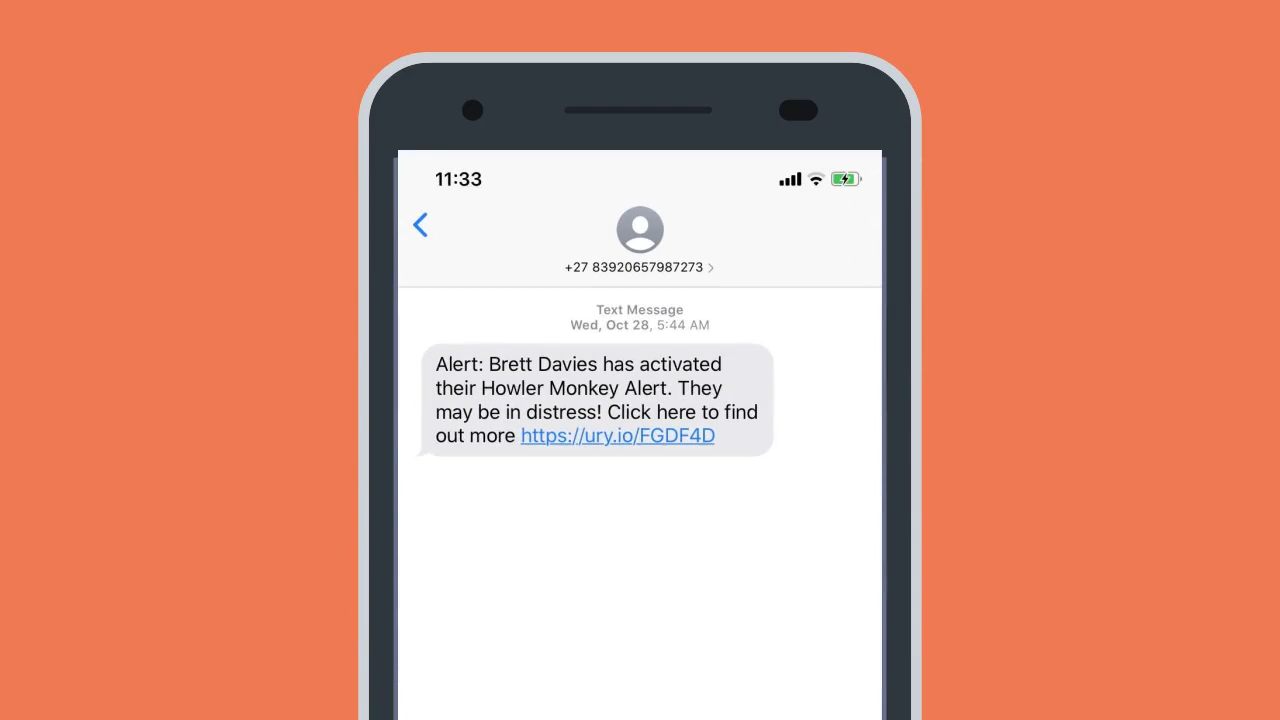 11:33
+27 83920657987273
Text Message
Wed, Oct 28, 5:44 AM
Alert: Brett Davies has activated
their Howler Monkey Alert. They
may be in distress! Click here to find
out more https://ury.io/FGDF4D